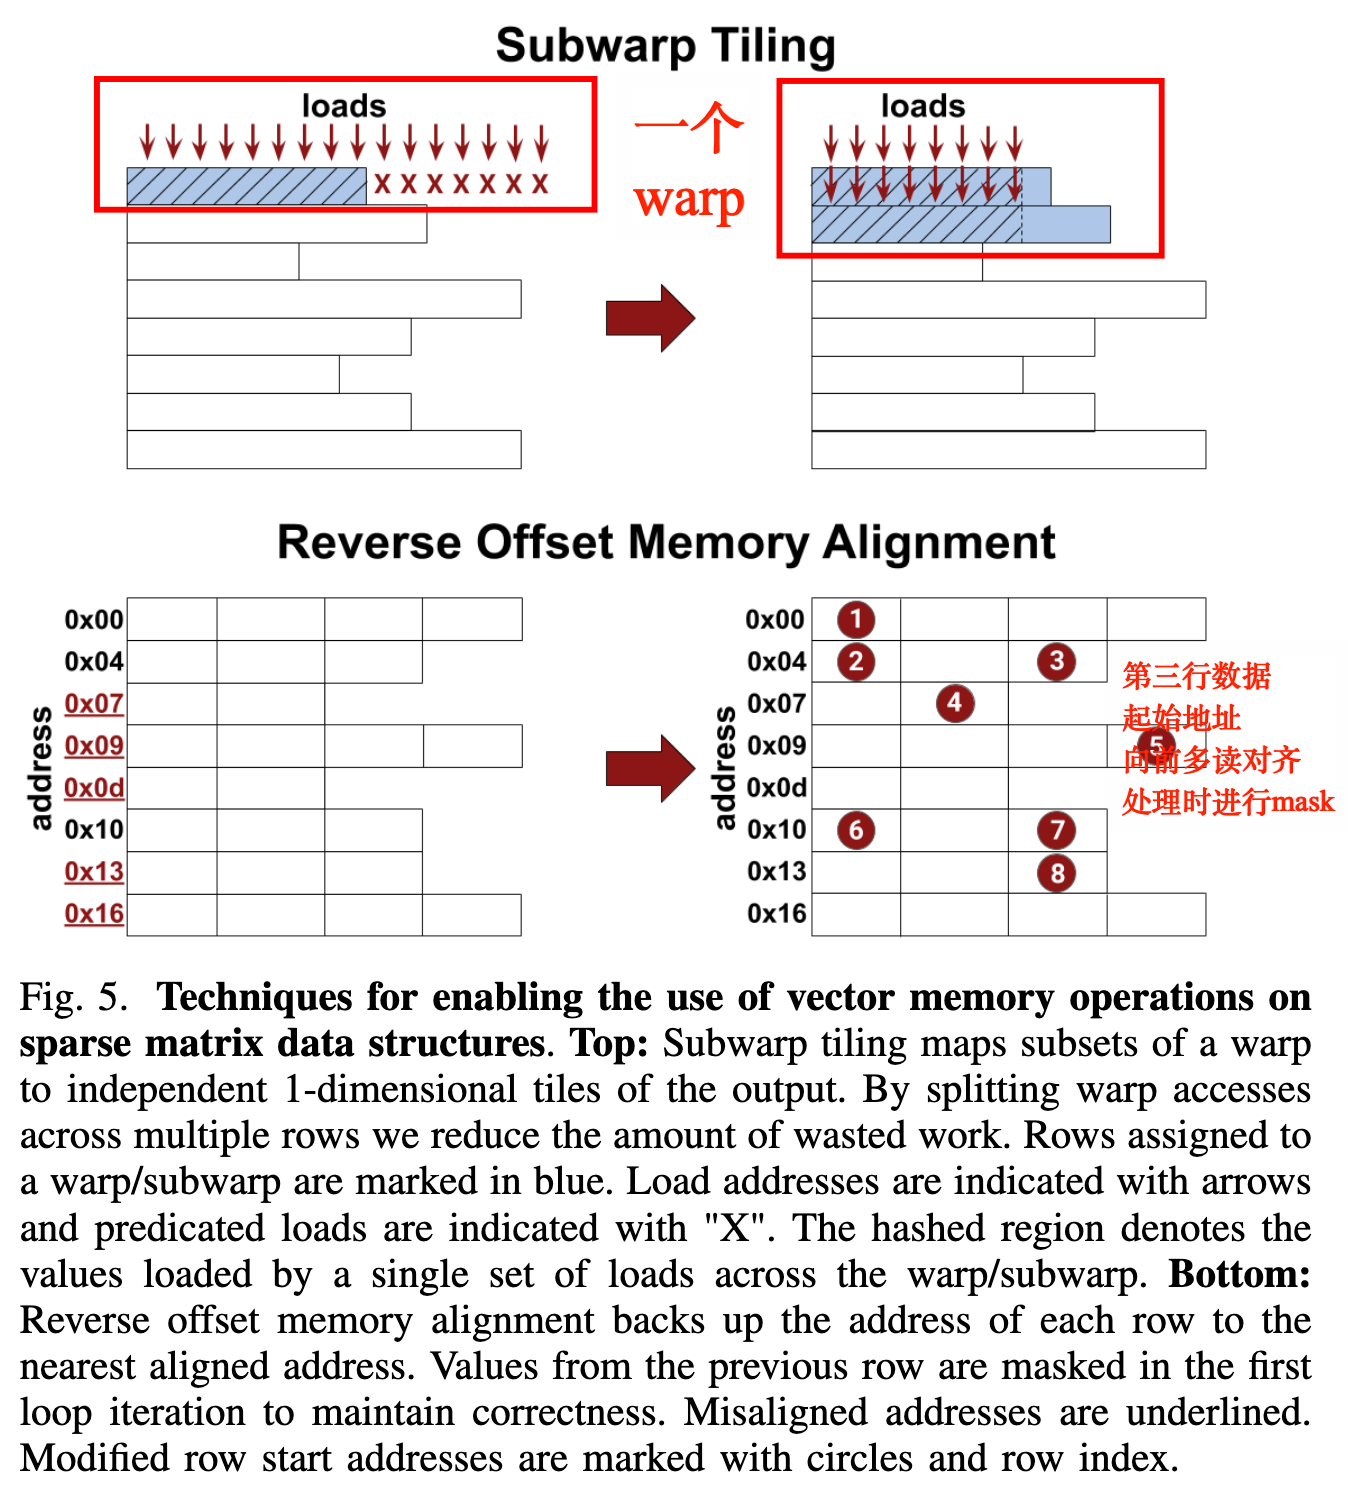 Subwarp Tiling
loads
X X X X X X X
一个
warp
loads
Reverse Offset Memory Alignment
address
0x00
0x04
0x07
0x09
0x0d
0x10
0x13
0x16
address
0x00 1
0x04 2 3
0x07 4
0x09 5
0x0d
0x10 6 7
0x13 8
0x16
第三行数据
起始地址
向前多读对齐
处理时进行mask
Fig. 5. Techniques for enabling the use of vector memory operations on
sparse matrix data structures. Top: Subwarp tiling maps subsets of a warp
to independent 1-dimensional tiles of the output. By splitting warp accesses
across multiple rows we reduce the amount of wasted work. Rows assigned to
a warp/subwarp are marked in blue. Load addresses are indicated with arrows
and predicated loads are indicated with "X". The hashed region denotes the
values loaded by a single set of loads across the warp/subwarp. Bottom:
Reverse offset memory alignment backs up the address of each row to the
nearest aligned address. Values from the previous row are masked in the first
loop iteration to maintain correctness. Misaligned addresses are underlined.
Modified row start addresses are marked with circles and row index.